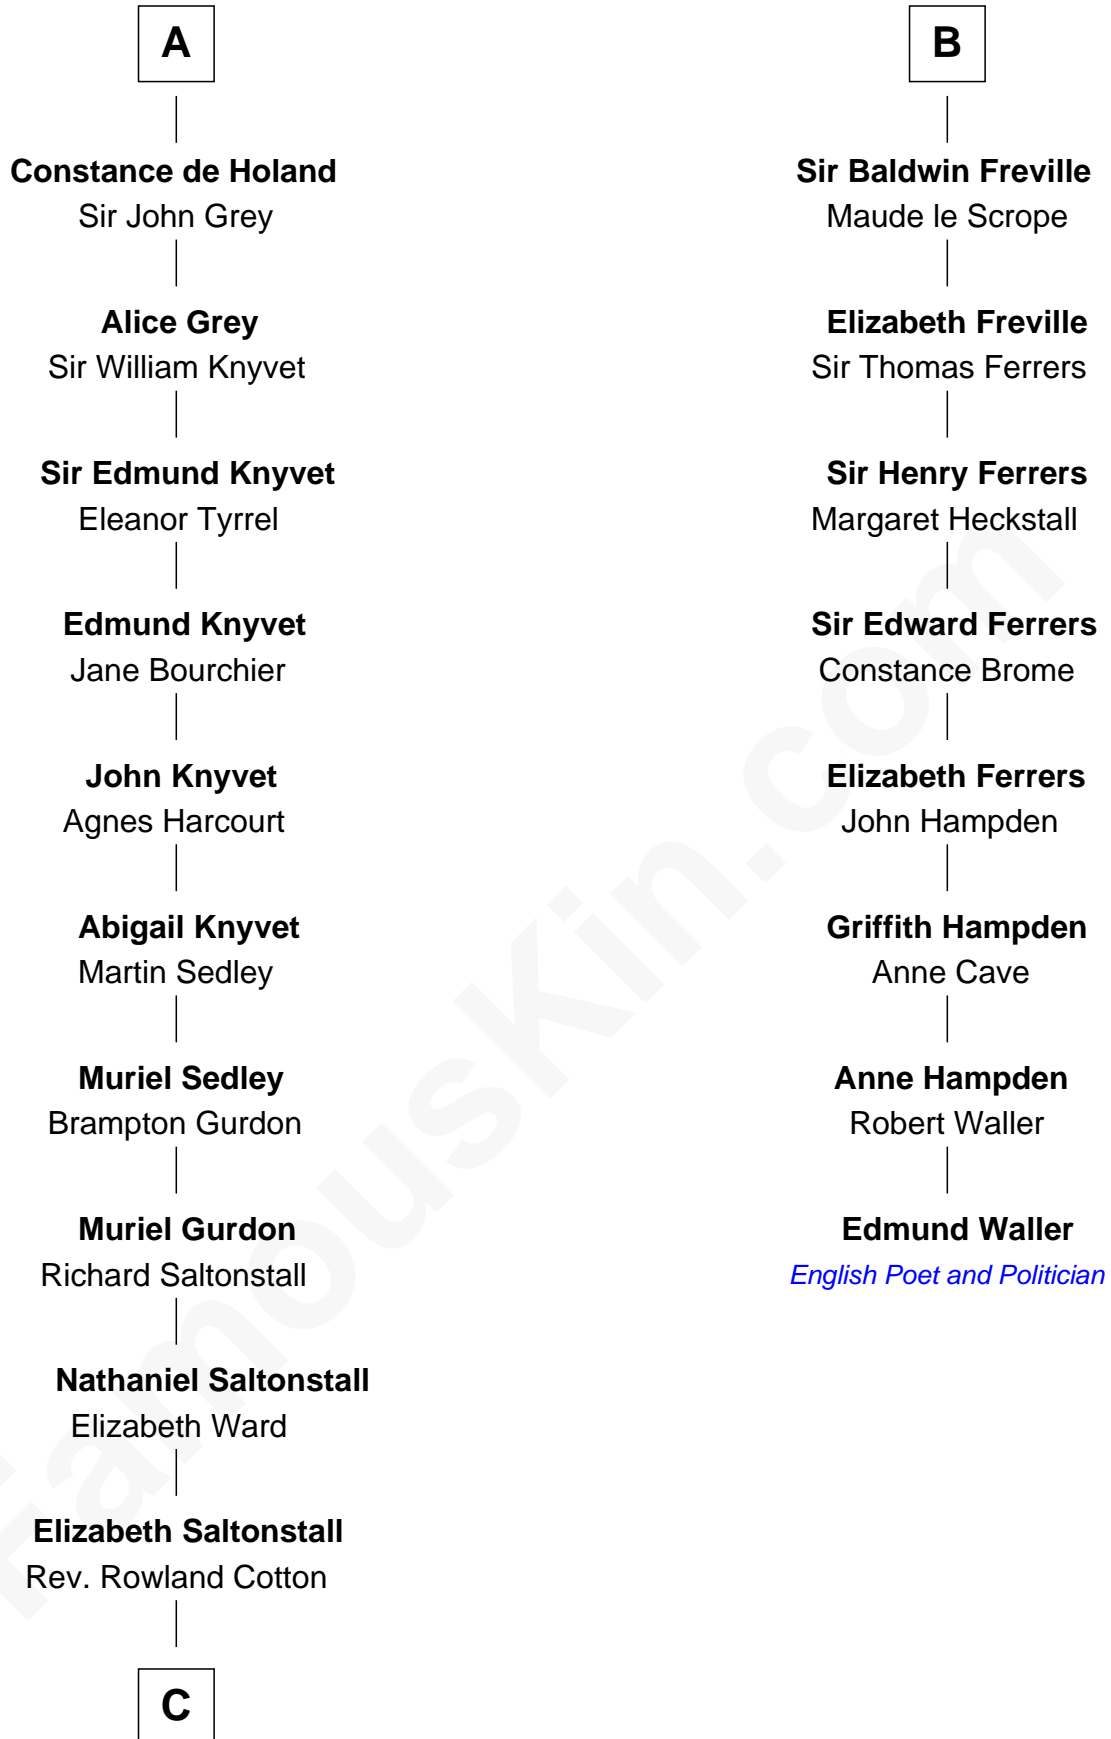 A
Constance de Holand
Sir John Grey
Alice Grey
Sir William Knyvet
Sir Edmund Knyvet
Eleanor Tyrrel
Edmund Knyvet
Jane Bourchier
John Knyvet
Agnes Harcourt
Abigail Knyvet
Martin Sedley
Muriel Sedley
Brampton Gurdon
Muriel Gurdon
Richard Saltonstall
Nathaniel Saltonstall
Elizabeth Ward
Elizabeth Saltonstall
Rev. Rowland Cotton
C
B
Sir Baldwin Freville
Maude le Scrope
Elizabeth Freville
Sir Thomas Ferrers
Sir Henry Ferrers
Margaret Heckstall
Sir Edward Ferrers
Constance Brome
Elizabeth Ferrers
John Hampden
Griffith Hampden
Anne Cave
Anne Hampden
Robert Waller
Edmund Waller
English Poet and Politician
FamousKin.com